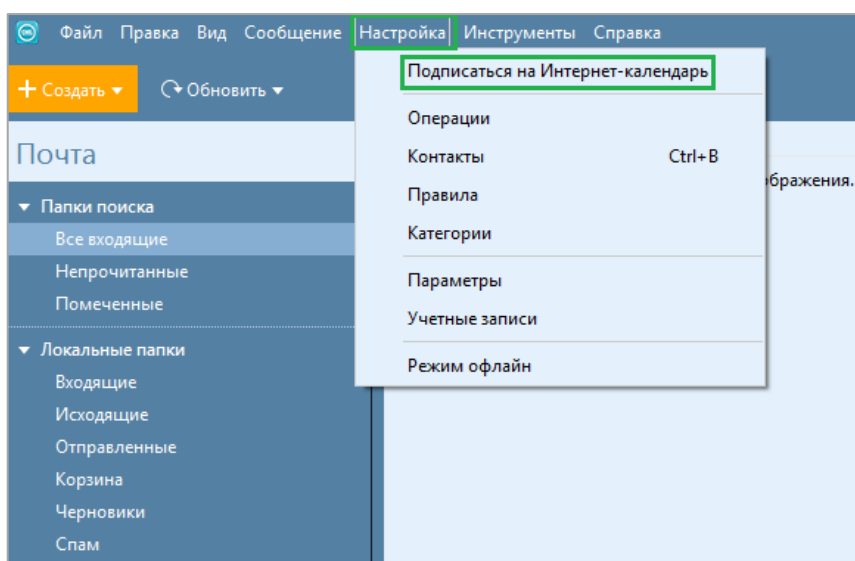 Файл Правка Вид Сообщение Настройка Инструменты Справка
+ Создать Обновить
Подписаться на Интернет-календарь
Операции
Контакты Ctrl+B
Правила
Категории
Параметры
Учетные записи
Режим офлайн
Почта
Папки поиска
Все входящие
Непрочитанные
Помеченные
Локальные папки
Входящие
Исходящие
Отправленные
Корзина
Черновики
Спам
бражения.